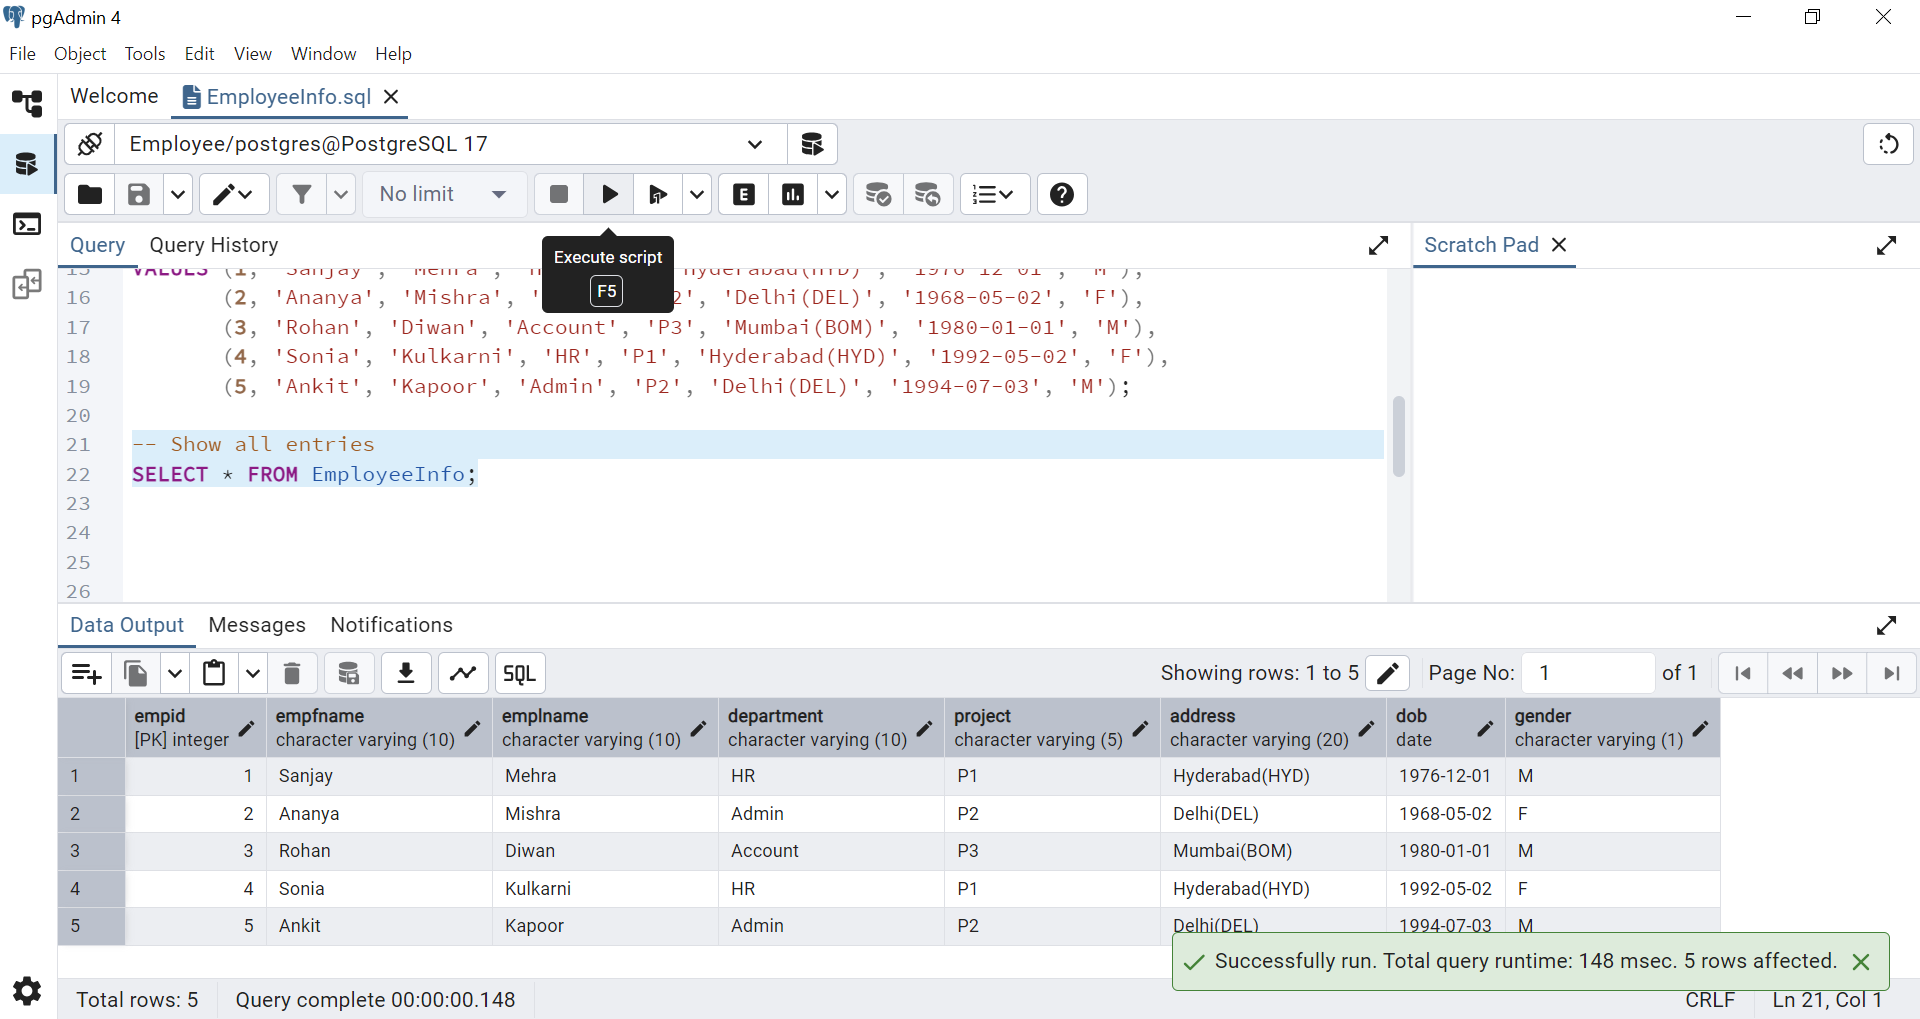 pgAdmin 4
File Object Tools Edit View Window Help
Welcome EmployeeInfo.sql
Employee/postgres@PostgreSQL 17
No limit
E
Query Query History
Execute script
F5
Scratch Pad
15 VALUES (1, 'Sanjay', 'Mehra', 'Hyderabad(HYD)', '1976-12-01', 'M'),
16 (2, 'Ananya', 'Mishra', ' 2', 'Delhi(DEL)', '1968-05-02', 'F'),
17 (3, 'Rohan', 'Diwan', 'Account', 'P3', 'Mumbai(BOM)', '1980-01-01', 'M'),
18 (4, 'Sonia', 'Kulkarni', 'HR', 'P1', 'Hyderabad(HYD)', '1992-05-02', 'F'),
19 (5, 'Ankit', 'Kapoor', 'Admin', 'P2', 'Delhi(DEL)', '1994-07-03', 'M');
20
21 -- Show all entries
22 SELECT * FROM EmployeeInfo;
23
24
25
26
Data Output Messages Notifications
SQL
Showing rows: 1 to 5 Page No: 1 of 1
empid empfname emplname department project address dob gender
[PK] integer character varying (10) character varying (10) character varying (10) character varying (5) character varying (20) date character varying (1)
1 1 Sanjay Mehra HR P1 Hyderabad(HYD) 1976-12-01 M
2 2 Ananya Mishra Admin P2 Delhi(DEL) 1968-05-02 F
3 3 Rohan Diwan Account P3 Mumbai(BOM) 1980-01-01 M
4 4 Sonia Kulkarni HR P1 Hyderabad(HYD) 1992-05-02 F
5 5 Ankit Kapoor Admin P2 Delhi(DEL) 1994-07-03 M
Successfully run. Total query runtime: 148 msec. 5 rows affected.
Total rows: 5 Query complete 00:00:00.148 CRLF Ln 21, Col 1